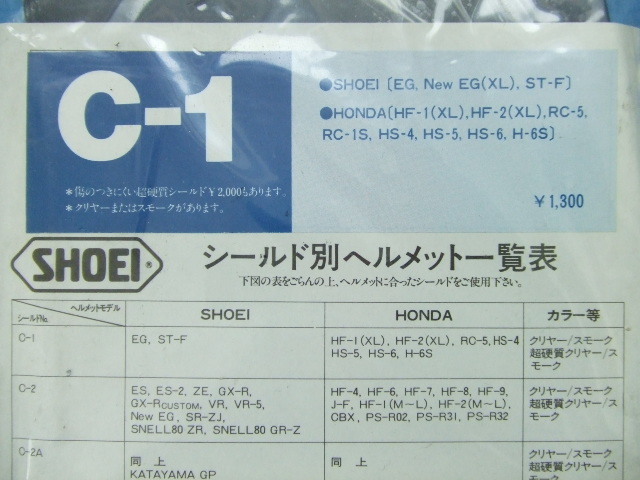 C-1
●SHOEI〔EG, New EG(XL), ST-F〕
●HONDA〔HF-1(XL), HF-2(XL), RC-5,
RC-1S, HS-4, HS-5, HS-6, H-6S〕
＊傷のつきにくい超硬質シールド¥2,000もあります。
＊クリヤーまたはスモークがあります。
¥1,300
SHOEI®
シールド別ヘルメット一覧表
下図の表をごらんの上、ヘルメットに合ったシールドをご使用下さい。
ヘルメットモデル
シールドNo.
SHOEI
HONDA
カラー等
C-1
EG, ST-F
HF-1(XL), HF-2(XL), RC-5, HS-4
HS-5, HS-6, H-6S
クリヤー/スモーク
超硬質クリヤー/ス
モーク
C-2
ES, ES-2, ZE, GX-R,
GX-RCUSTOM, VR, VR-5,
New EG, SR-ZJ,
SNELL80 ZR, SNELL80 GR-Z
HF-4, HF-6, HF-7, HF-8, HF-9,
J-F, HF-1(M~L), HF-2(M~L),
CBX, PS-R02, PS-R31, PS-R32
クリヤー/スモーク
超硬質クリヤー/ス
モーク
C-2A
同上
KATAYAMA GP
同上
クリヤー/スモーク
超硬質クリヤー/ス
モーク